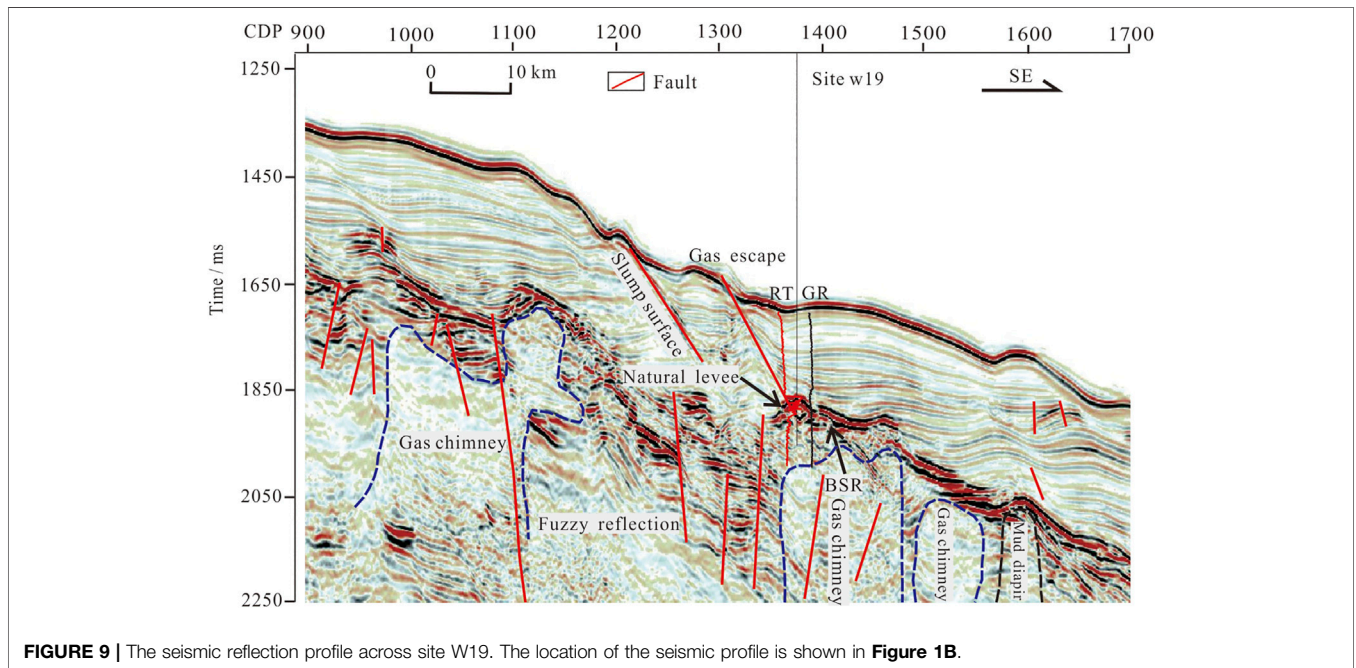 CDP 900 1000 1100 1200 1300 1400 1500 1600 1700
1250
0 10 km
Fault
Site w19
SE
1450
Time / ms
Gas escape
1650
RT GR
Slump surface
Natural levee
1850
Gas chimney
BSR
2050
Fuzzy reflection
Gas chimney
Gas chimney
Mud diapir
2250
FIGURE 9 | The seismic reflection profile across site W19. The location of the seismic profile is shown in Figure 1B.